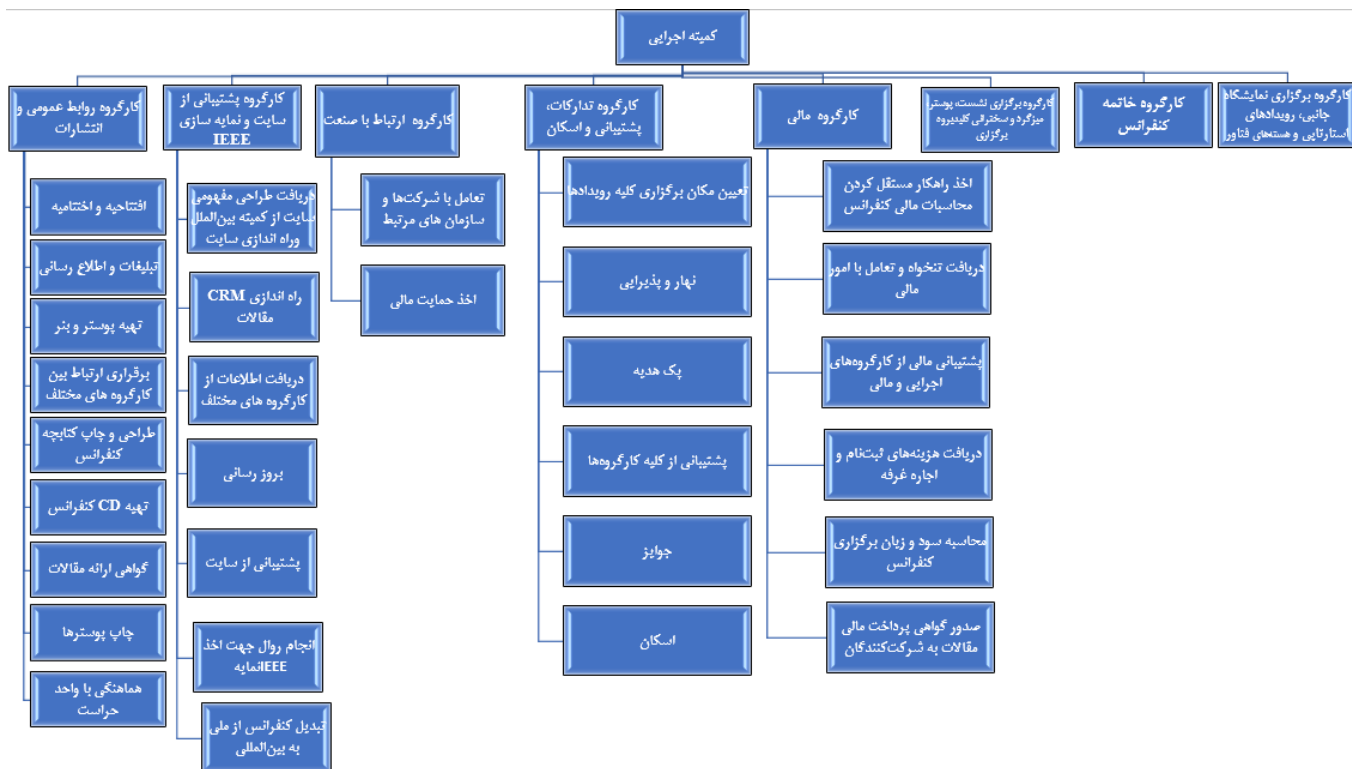 کمیته اجرایی
کارگروه برگزاری نمایشگاه
جانبی، رویدادهای
استارتاپی و هسته‌های فناور
کارگروه خاتمه
کنفرانس
کارگروه برگزاری نشست، پوستر،
میزگرد و سخنرانی کلیدیروه
برگزاری
کارگروه مالی
اخذ راهکار مستقل کردن
محاسبات مالی کنفرانس
دریافت تنخواه و تعامل با امور
مالی
پشتیبانی مالی از کارگروه‌های
اجرایی و مالی
دریافت هزینه‌های ثبت‌نام و
اجاره غرفه
محاسبه سود و زیان برگزاری
کنفرانس
صدور گواهی پرداخت مالی
مقالات به شرکت‌کنندگان
کارگروه تدارکات،
پشتیبانی و اسکان
تعیین مکان برگزاری کلیه رویدادها
نهار و پذیرایی
پک هدیه
پشتیبانی از کلیه کارگروه‌ها
جوایز
اسکان
کارگروه ارتباط با صنعت
تعامل با شرکت‌ها و
سازمان های مرتبط
اخذ حمایت مالی
کارگروه پشتیبانی از
سایت و نمایه سازی
IEEE
دریافت طراحی مفهومی
سایت از کمیته بین‌الملل
وراه اندازی سایت
راه اندازی CRM
مقالات
دریافت اطلاعات از
کارگروه های مختلف
بروز رسانی
پشتیبانی از سایت
انجام روال جهت اخذ
نمایهIEEE
تبدیل کنفرانس از ملی
به بین‌المللی
کارگروه روابط عمومی و
انتشارات
افتتاحیه و اختتامیه
تبلیغات و اطلاع رسانی
تهیه پوستر و بنر
برقراری ارتباط بین
کارگروه های مختلف
طراحی و چاپ کتابچه
کنفرانس
تهیه CD کنفرانس
گواهی ارائه مقالات
چاپ پوسترها
هماهنگی با واحد
حراست